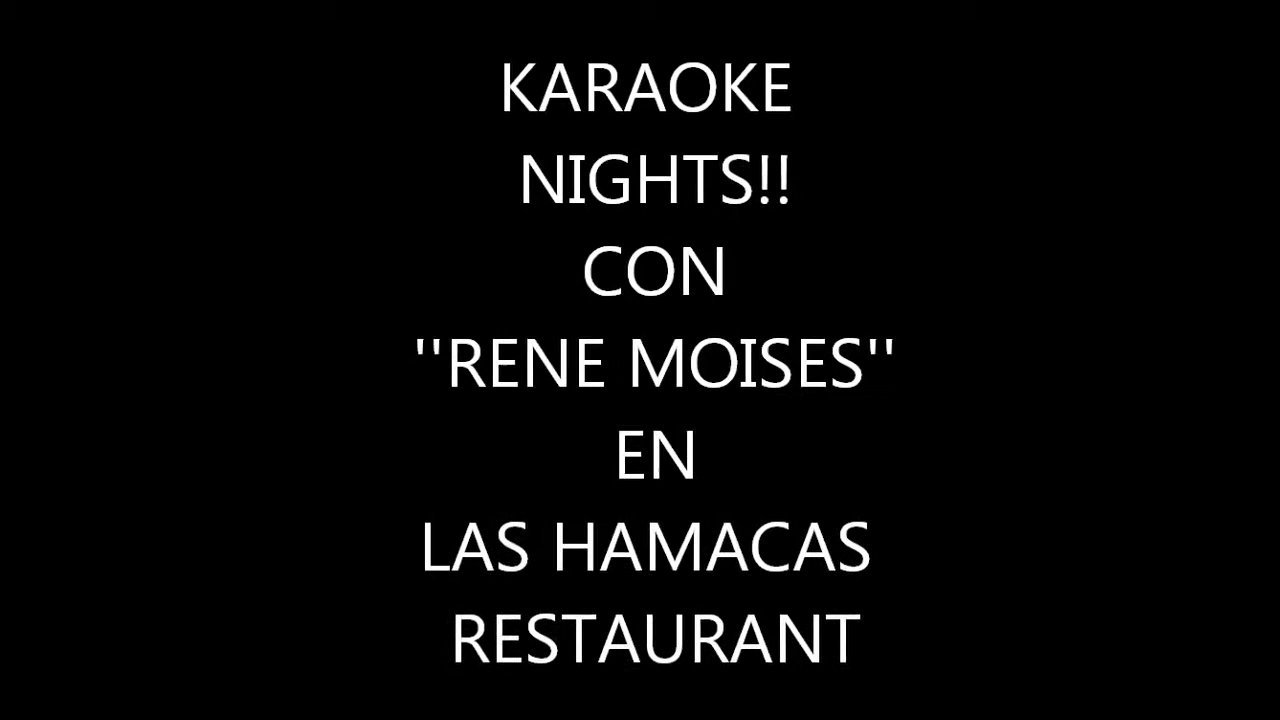 KARAOKE
NIGHTS!!
CON
''RENE MOISES''
EN
LAS HAMACAS
RESTAURANT